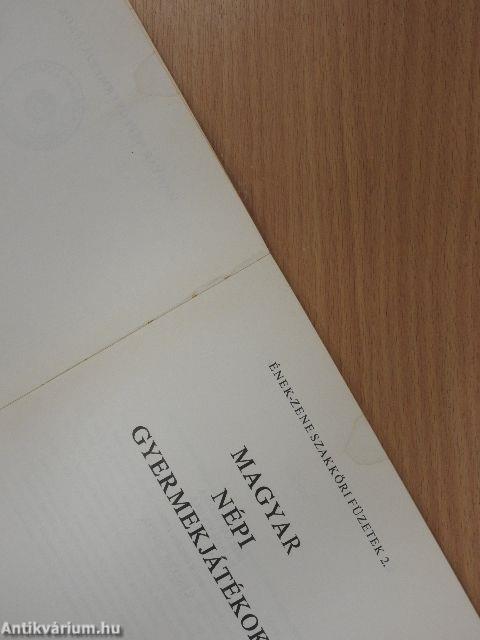 ÉNEK-ZENE SZAKKÖRI FÜZETEK 2.
MAGYAR
NÉPI
GYERMEKJÁTÉKOK
Antikvárium.hu